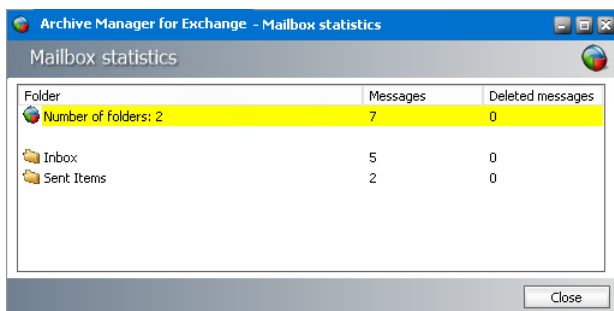 Archive Manager for Exchange - Mailbox statistics
Mailbox statistics
Folder Messages Deleted messages
Number of folders: 2 7 0
Inbox 5 0
Sent Items 2 0
Close